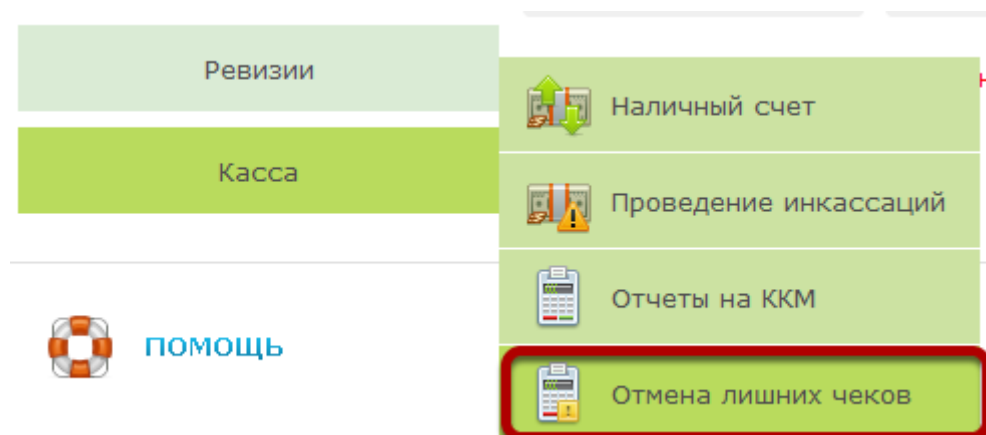 Ревизии
Касса
ПОМОЩЬ
Наличный счет
Проведение инкассаций
Отчеты на ККМ
Отмена лишних чеков